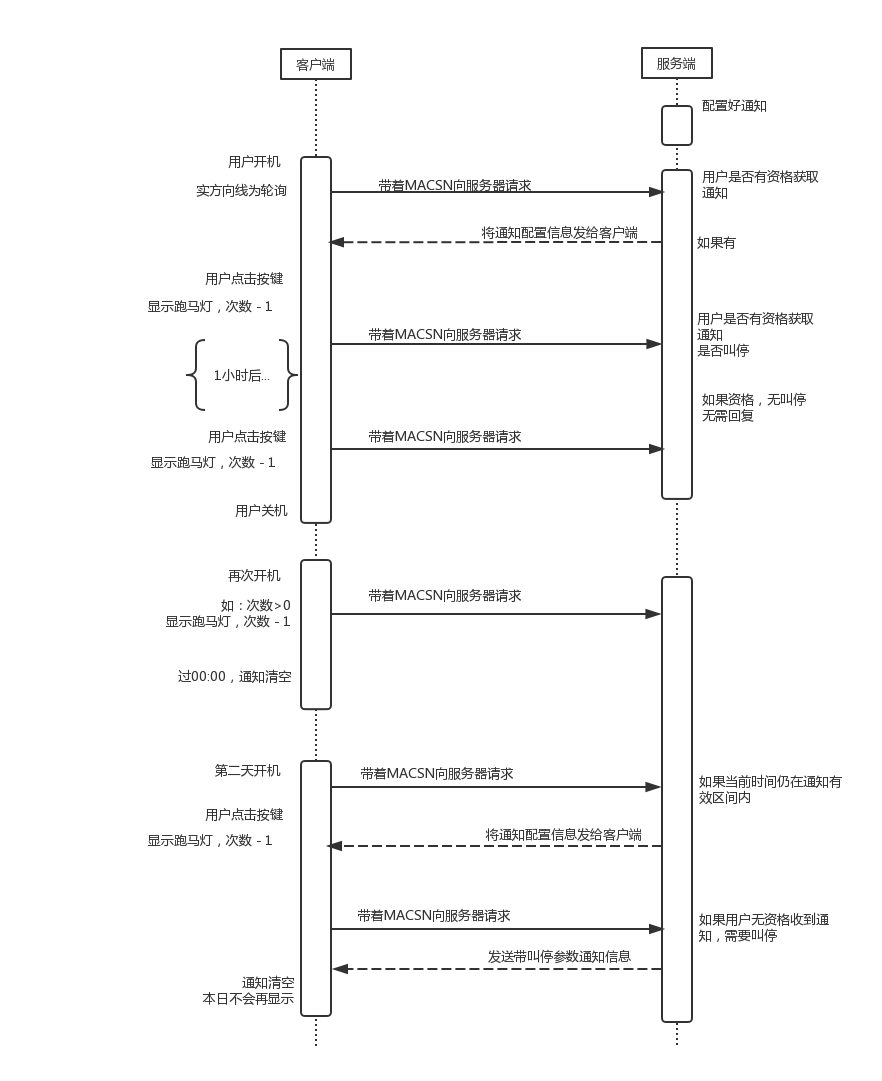 客户端
服务端
配置好通知
用户开机
实方向线为轮询
带着MACSN向服务器请求
用户是否有资格获取
通知
将通知配置信息发给客户端
如果有
用户点击按键
显示跑马灯，次数 - 1
带着MACSN向服务器请求
用户是否有资格获取
通知
是否叫停
1小时后...
如果资格，无叫停
无需回复
用户点击按键
显示跑马灯，次数 - 1
带着MACSN向服务器请求
用户关机
再次开机
带着MACSN向服务器请求
如：次数>0
显示跑马灯，次数 - 1
过00:00，通知清空
第二天开机
带着MACSN向服务器请求
如果当前时间仍在通知有
效区间内
用户点击按键
显示跑马灯，次数 - 1
将通知配置信息发给客户端
带着MACSN向服务器请求
如果用户无资格收到通
知，需要叫停
发送带叫停参数通知信息
通知清空
本日不会再显示